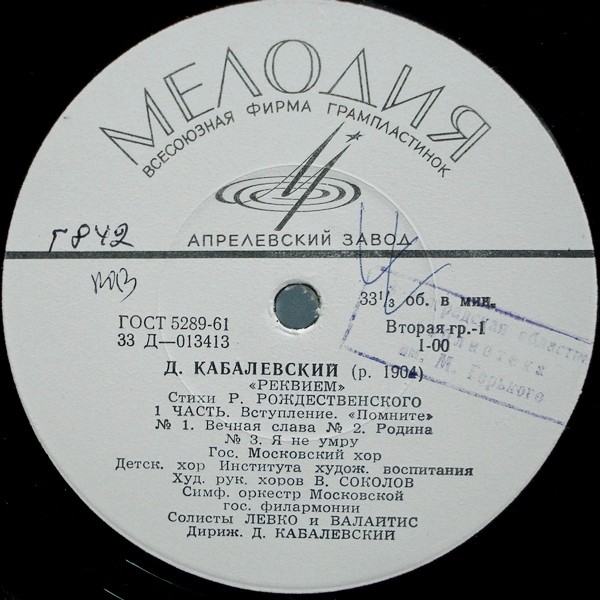 МЕЛОДИЯ
ВСЕСОЮЗНАЯ ФИРМА ГРАМПЛАСТИНОК
АПРЕЛЕВСКИЙ ЗАВОД
Г842
ГОСТ 5289-61
33 Д—013413
33⅓ об. в мин.
Вторая гр.-1
1-00
им. М. Горького
Д. КАБАЛЕВСКИЙ (р. 1904)
«РЕКВИЕМ»
Стихи Р. РОЖДЕСТВЕНСКОГО
1 ЧАСТЬ. Вступление. «Помните»
№ 1. Вечная слава № 2. Родина
№ 3. Я не умру
Гос. Московский хор
Детск. хор Института худож. воспитания
Худ. рук. хоров В. СОКОЛОВ
Симф. оркестр Московской
гос. филармонии
Солисты ЛЕВКО и ВАЛАЙТИС
Дириж. Д. КАБАЛЕВСКИЙ